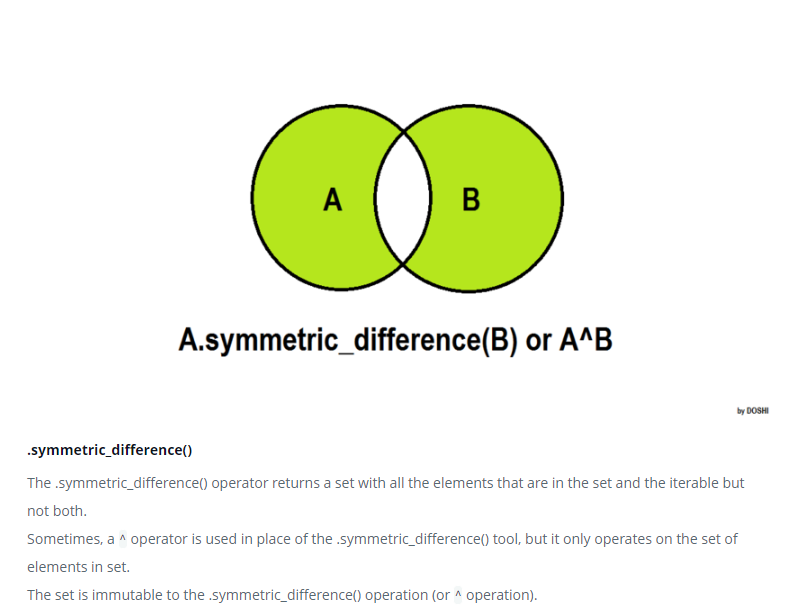 A B
A.symmetric_difference(B) or A^B
by DOSHI
.symmetric_difference()
The .symmetric_difference() operator returns a set with all the elements that are in the set and the iterable but
not both.
Sometimes, a ^ operator is used in place of the .symmetric_difference() tool, but it only operates on the set of
elements in set.
The set is immutable to the .symmetric_difference() operation (or ^ operation).